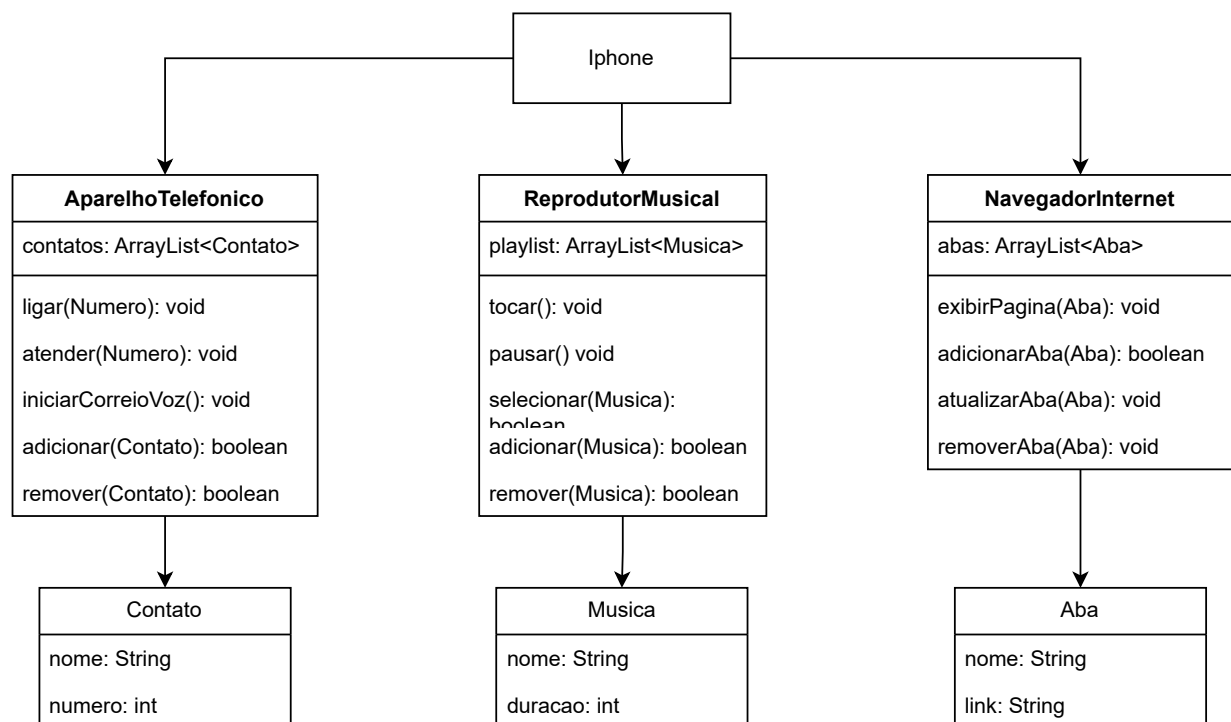 Iphone
AparelhoTelefonico
contatos: ArrayList<Contato>
ligar(Numero): void
atender(Numero): void
iniciarCorreioVoz(): void
adicionar(Contato): boolean
remover(Contato): boolean
ReprodutorMusical
playlist: ArrayList<Musica>
tocar(): void
pausar() void
selecionar(Musica):
boolean
adicionar(Musica): boolean
remover(Musica): boolean
NavegadorInternet
abas: ArrayList<Aba>
exibirPagina(Aba): void
adicionarAba(Aba): boolean
atualizarAba(Aba): void
removerAba(Aba): void
Contato
nome: String
numero: int
Musica
nome: String
duracao: int
Aba
nome: String
link: String